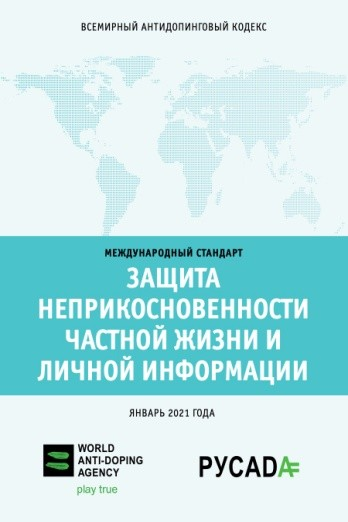 ВСЕМИРНЫЙ АНТИДОПИНГОВЫЙ КОДЕКС
МЕЖДУНАРОДНЫЙ СТАНДАРТ
ЗАЩИТА
НЕПРИКОСНОВЕННОСТИ
ЧАСТНОЙ ЖИЗНИ И
ЛИЧНОЙ ИНФОРМАЦИИ
ЯНВАРЬ 2021 ГОДА
WORLD
ANTI-DOPING
AGENCY
play true
РУСАДА